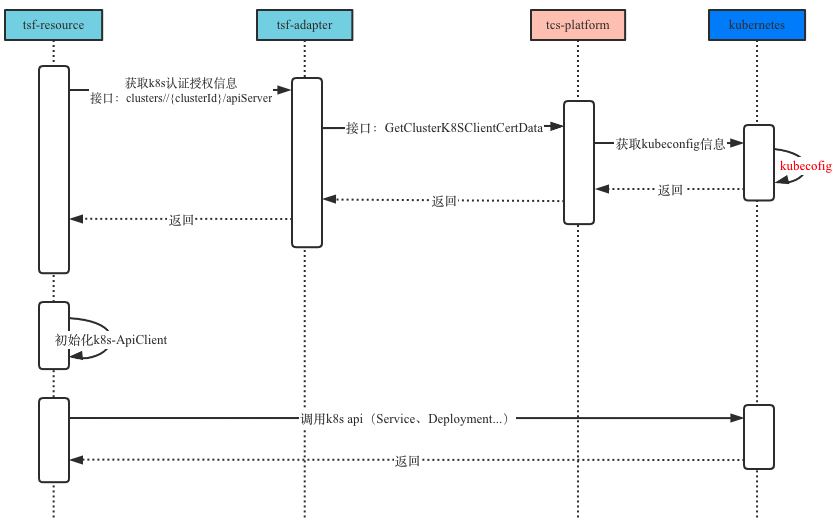 tsf-resource
tsf-adapter
tcs-platform
kubernetes
获取k8s认证授权信息
接口：clusters//{clusterId}/apiServer
接口：GetClusterK8SClientCertData
获取kubeconfig信息
kubecofig
返回
返回
返回
初始化k8s-ApiClient
调用k8s api（Service、Deployment...）
返回